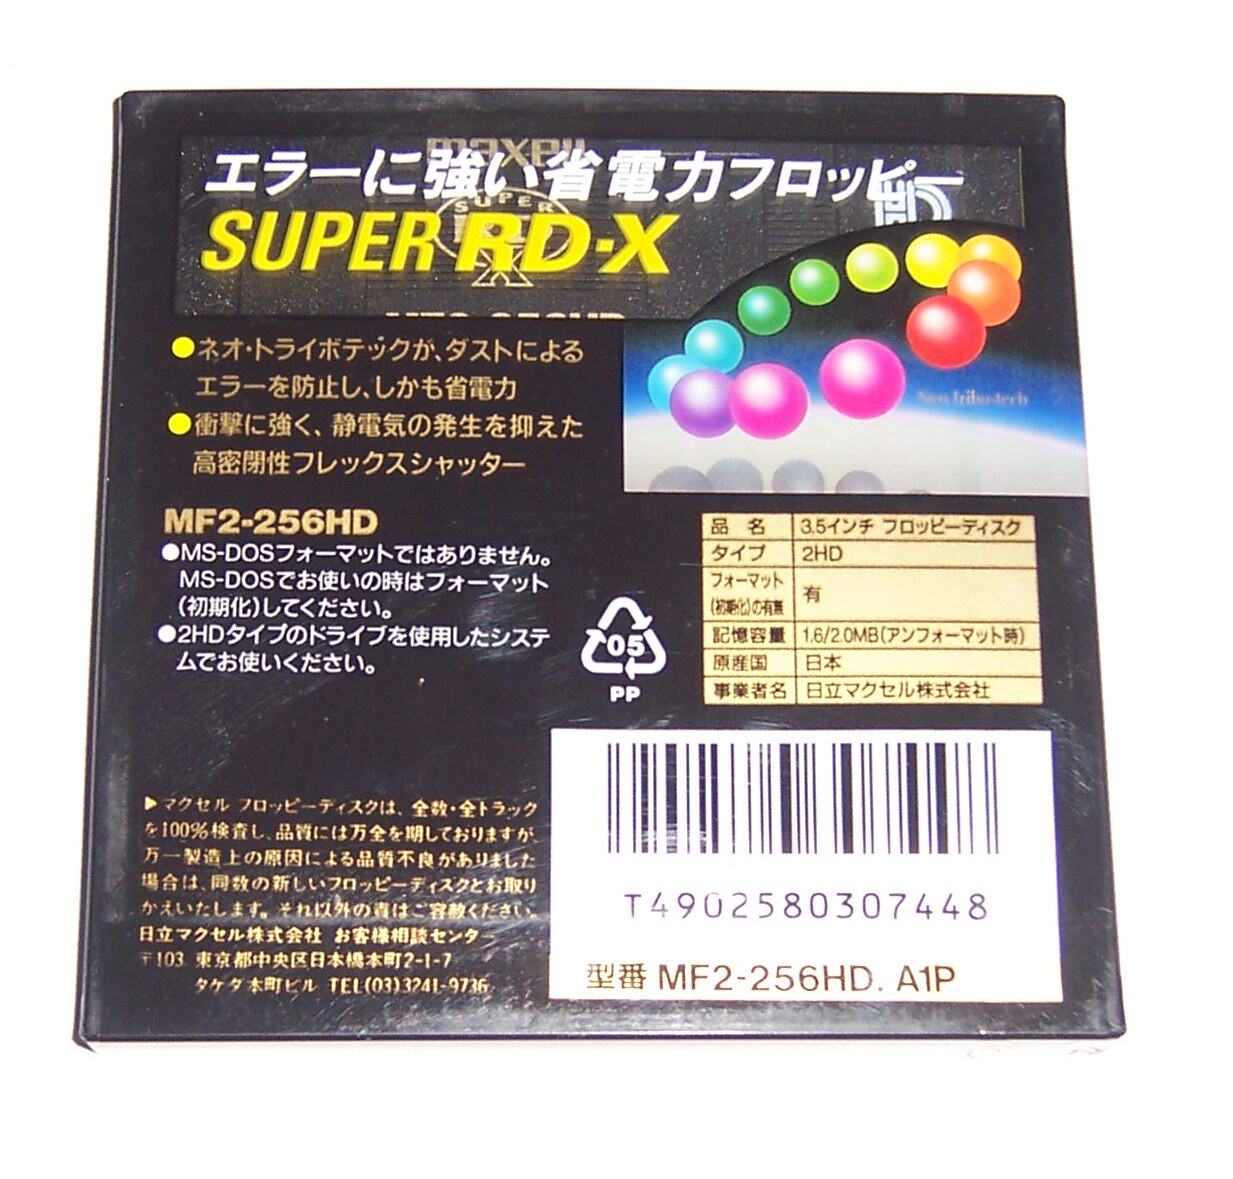 maxell
エラーに強い省電力フロッピー
SUPER RD-X
SUPER
X
●ネオ・トライボテックが、ダストによる
エラーを防止し、しかも省電力
●衝撃に強く、静電気の発生を抑えた
高密閉性フレックスシャッター
Neo Tribo-tech
MF2-256HD
●MS-DOSフォーマットではありません。
MS-DOSでお使いの時はフォーマット
(初期化)してください。
●2HDタイプのドライブを使用したシステ
ムでお使いください。
05
PP
品 名 3.5インチ フロッピーディスク
タイプ 2HD
フォーマット
(初期化)の有無 有
記憶容量 1.6/2.0MB(アンフォーマット時)
原産国 日本
事業者名 日立マクセル株式会社
▶マクセル フロッピーディスクは、全数・全トラック
を100%検査し、品質には万全を期しておりますが、
万一製造上の原因による品質不良がありました
場合は、同数の新しいフロッピーディスクとお取り
かえいたします。それ以外の責はご容赦ください。
日立マクセル株式会社 お客様相談センター
〒103 東京都中央区日本橋本町2-1-7
タケダ本町ビル TEL(03)3241-9736
T4902580307448
型番 MF2-256HD. A1P